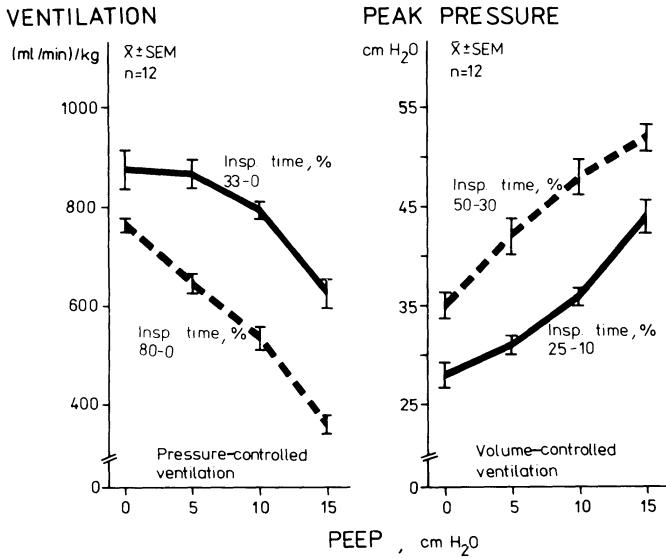 VENTILATION
(ml/min)/kg
x̄ ± SEM
n=12
1000
800
600
400
0
Insp. time, %
33-0
Insp. time, %
80-0
Pressure-controlled
ventilation
0 5 10 15
PEAK PRESSURE
cm H₂O
x̄ ± SEM
n=12
55
45
35
25
0
Insp. time, %
50-30
Insp. time, %
25-10
Volume-controlled
ventilation
0 5 10 15
PEEP , cm H₂O